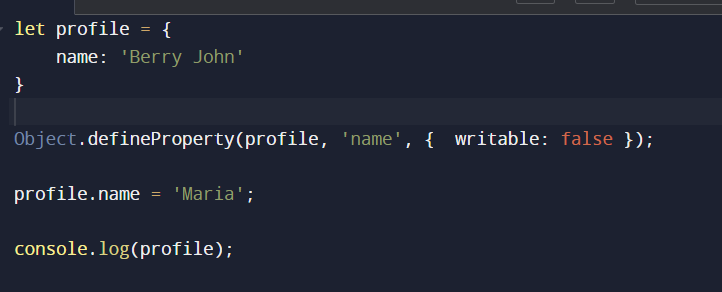 let profile = {
    name: 'Berry John'
}
Object.defineProperty(profile, 'name', {  writable: false });
profile.name = 'Maria';
console.log(profile);